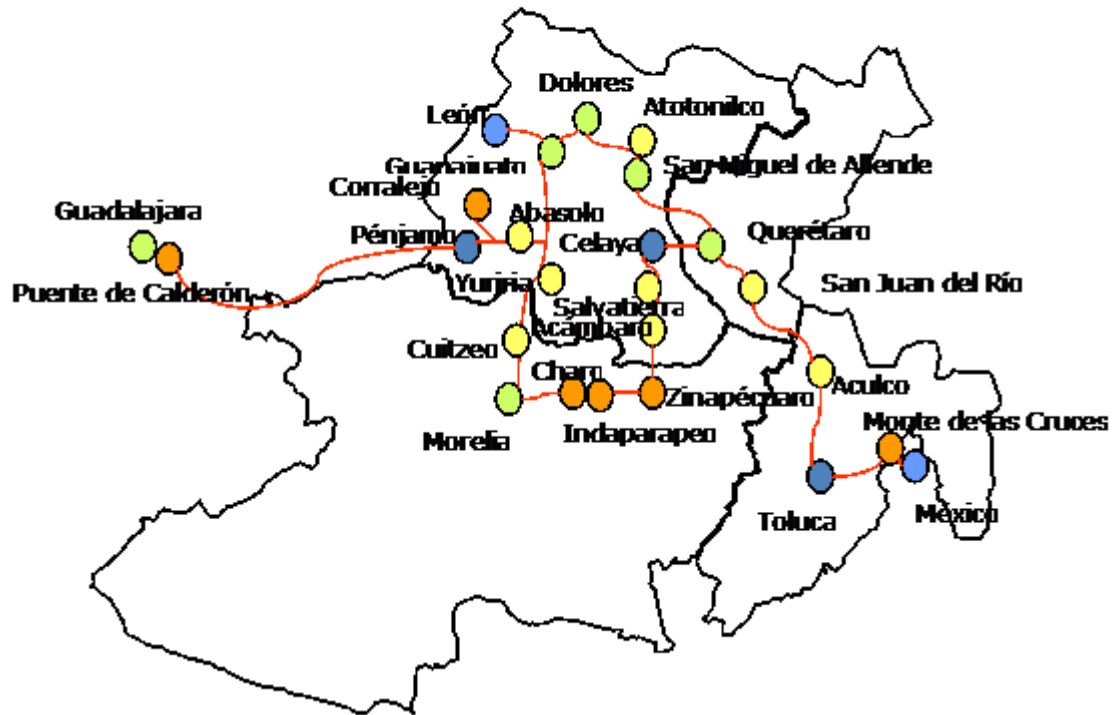 Dolores
Atotonilco
León
Guanajuato
San Miguel de Allende
Corralejo
Guadalajara
Abasolo
Pénjamo
Celaya
Querétaro
Puente de Calderón
Yuriria
San Juan del Río
Salvatierra
Acámbaro
Cuitzeo
Charo
Aculco
Zinapécuaro
Morelia
Indaparapeo
Monte de las Cruces
Toluca
México